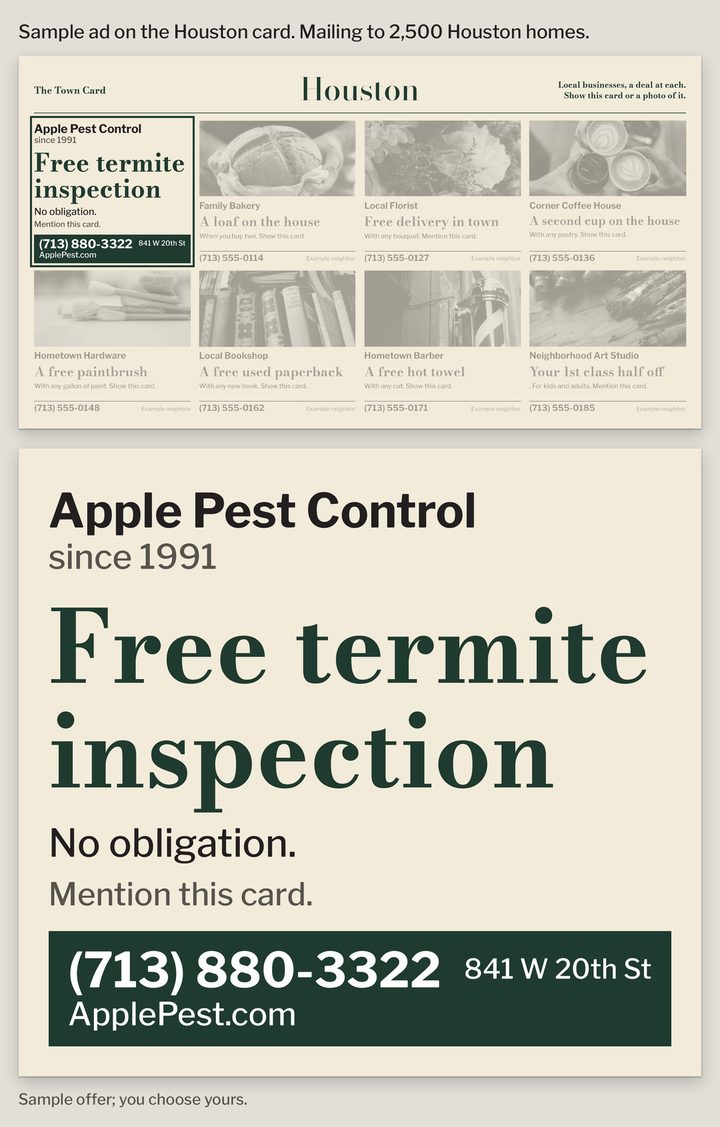 Sample ad on the Houston card. Mailing to 2,500 Houston homes.
The Town Card
Houston
Local businesses, a deal at each.
Show this card or a photo of it.
Apple Pest Control
since 1991
Free termite
inspection
No obligation.
Mention this card.
(713) 880-3322 841 W 20th St
ApplePest.com
Family Bakery
A loaf on the house
When you buy two. Show this card.
(713) 555-0114 Example neighbor
Local Florist
Free delivery in town
With any bouquet. Mention this card.
(713) 555-0127 Example neighbor
Corner Coffee House
A second cup on the house
With any pastry. Show this card.
(713) 555-0136 Example neighbor
Hometown Hardware
A free paintbrush
With any gallon of paint. Show this card.
(713) 555-0148 Example neighbor
Local Bookshop
A free used paperback
With any new book. Show this card.
(713) 555-0162 Example neighbor
Hometown Barber
A free hot towel
With any cut. Show this card.
(713) 555-0171 Example neighbor
Neighborhood Art Studio
Your 1st class half off
For kids and adults. Mention this card.
(713) 555-0185 Example neighbor
Apple Pest Control
since 1991
Free termite
inspection
No obligation.
Mention this card.
(713) 880-3322 841 W 20th St
ApplePest.com
Sample offer; you choose yours.